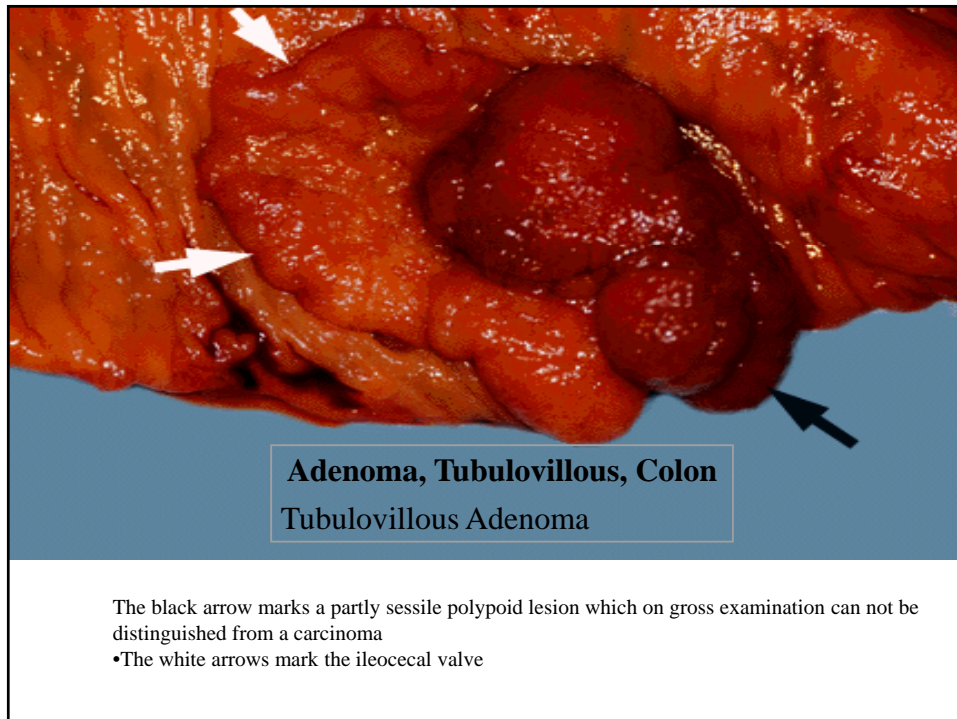 Adenoma, Tubulovillous, Colon
Tubulovillous Adenoma
The black arrow marks a partly sessile polypoid lesion which on gross examination can not be
distinguished from a carcinoma
•The white arrows mark the ileocecal valve